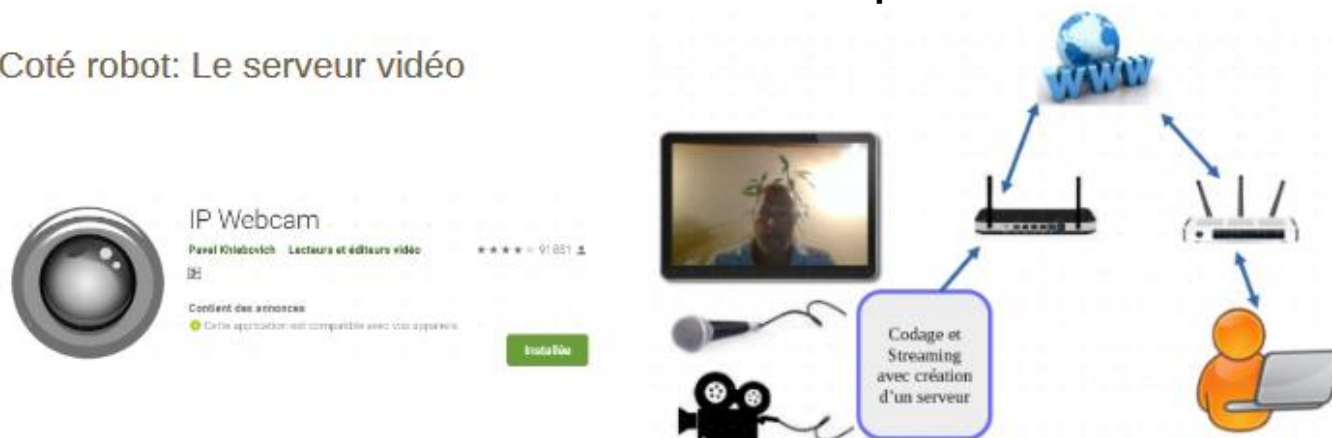 Coté robot: Le serveur vidéo
IP Webcam
Pavel Khlebovich Lecteurs et éditeurs vidéo
Contient des annonces
Cette application est compatible avec vos appareils
Installée
WWW
Codage et
Streaming
avec création
d'un serveur